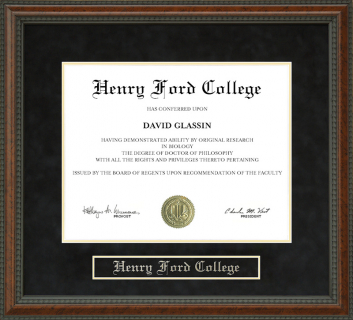 Henry Ford College
HAS CONFERRED UPON
DAVID GLASSIN
HAVING DEMONSTRATED ABILITY BY ORIGINAL RESEARCH
IN BIOLOGY
THE DEGREE OF DOCTOR OF PHILOSOPHY
WITH ALL THE RIGHTS AND PRIVILEGES THERETO PERTAINING
ISSUED BY THE BOARD OF REGENTS UPON RECOMMENDATION OF THE FACULTY
PROVOST
PRESIDENT
Henry Ford College